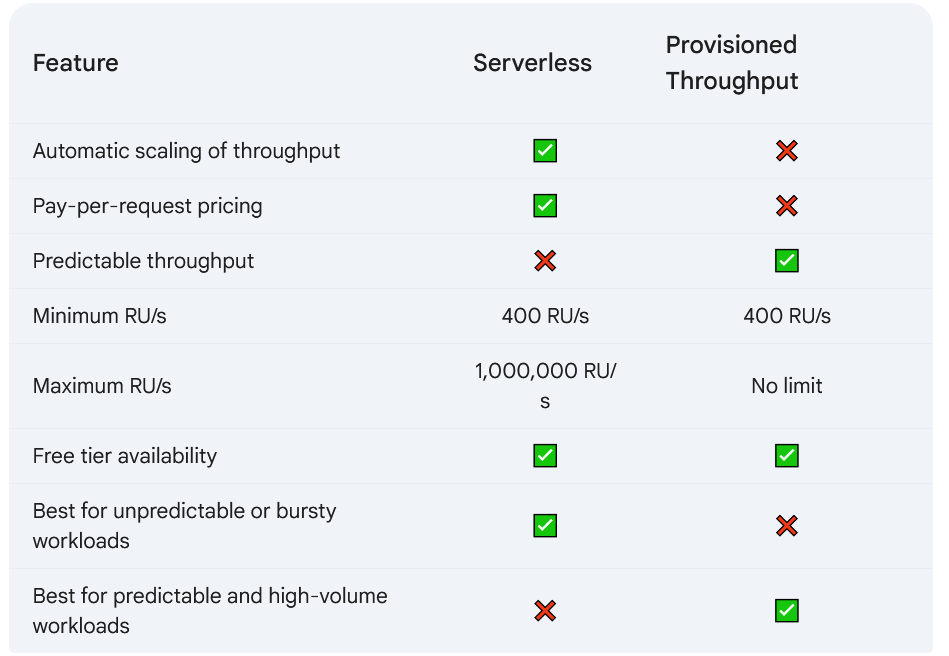 Feature Serverless Provisioned
Throughput
Automatic scaling of throughput ✅ ❌
Pay-per-request pricing ✅ ❌
Predictable throughput ❌ ✅
Minimum RU/s 400 RU/s 400 RU/s
Maximum RU/s 1,000,000 RU/
s No limit
Free tier availability ✅ ✅
Best for unpredictable or bursty
workloads ✅ ❌
Best for predictable and high-volume
workloads ❌ ✅